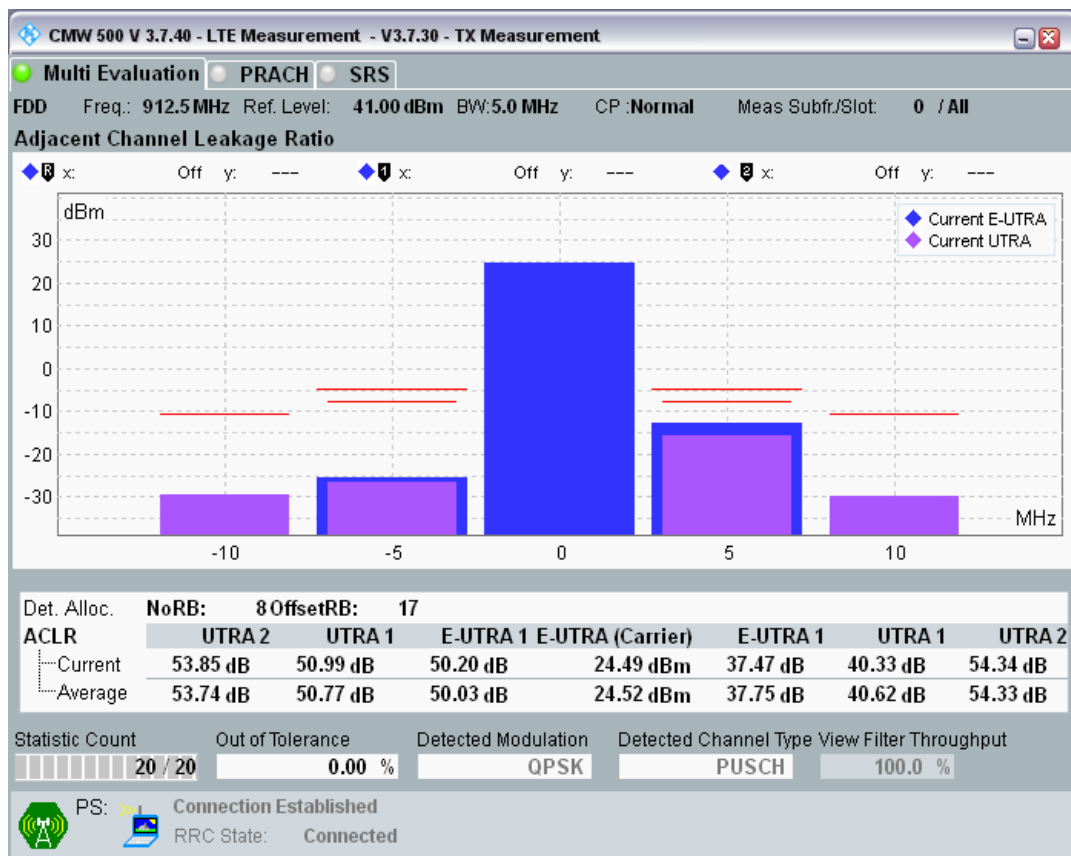 CMW 500 V 3.7.40 - LTE Measurement - V3.7.30 - TX Measurement
Multi Evaluation PRACH SRS
FDD Freq.: 912.5 MHz Ref. Level: 41.00 dBm BW:5.0 MHz CP :Normal Meas Subfr./Slot: 0 / All
Adjacent Channel Leakage Ratio
R x: Off y: --- 1 x: Off y: --- 2 x: Off y: ---
dBm
Current E-UTRA
Current UTRA
30
20
10
0
-10
-20
-30
MHz
-10 -5 0 5 10
Det. Alloc. NoRB: 8 OffsetRB: 17
ACLR UTRA 2 UTRA 1 E-UTRA 1 E-UTRA (Carrier) E-UTRA 1 UTRA 1 UTRA 2
Current 53.85 dB 50.99 dB 50.20 dB 24.49 dBm 37.47 dB 40.33 dB 54.34 dB
Average 53.74 dB 50.77 dB 50.03 dB 24.52 dBm 37.75 dB 40.62 dB 54.33 dB
Statistic Count Out of Tolerance Detected Modulation Detected Channel Type View Filter Throughput
20 / 20 0.00 % QPSK PUSCH 100.0 %
PS: Connection Established
RRC State: Connected